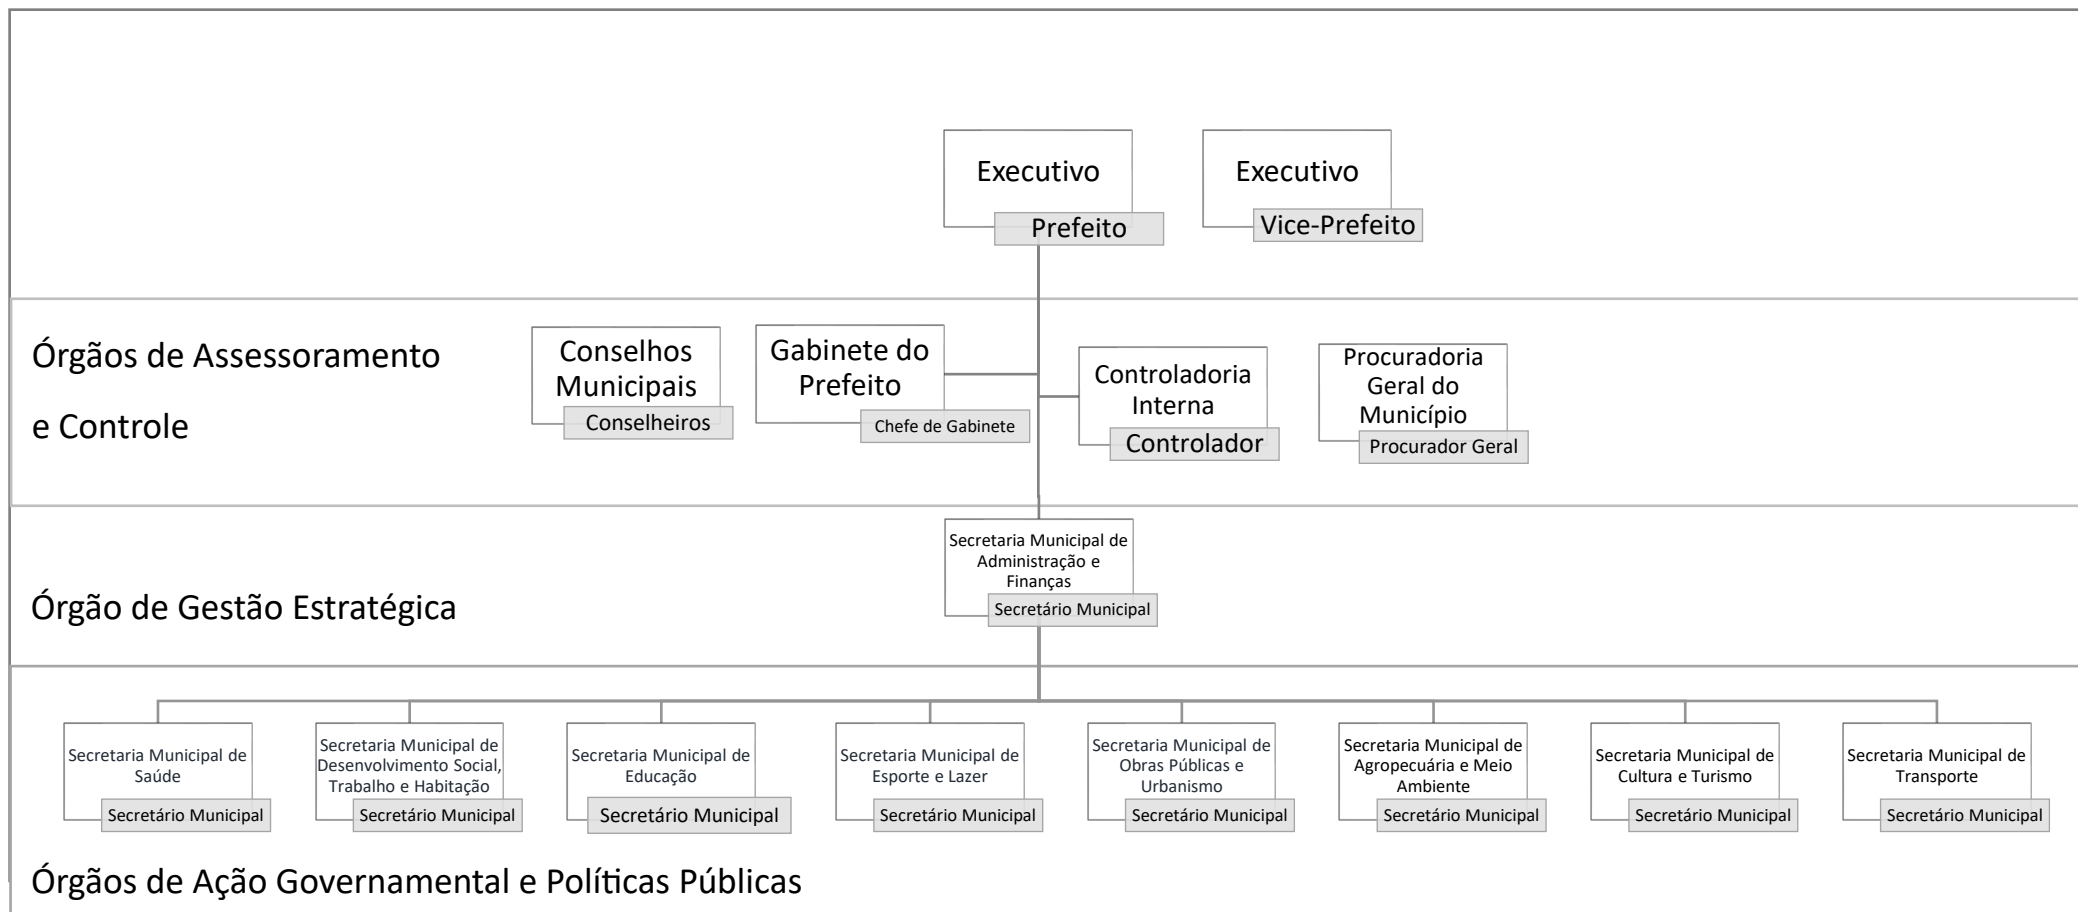 Executivo
Prefeito
Executivo
Vice-Prefeito
Órgãos de Assessoramento
e Controle
Conselhos
Municipais
Conselheiros
Gabinete do
Prefeito
Chefe de Gabinete
Controladoria
Interna
Controlador
Procuradoria
Geral do
Município
Procurador Geral
Órgão de Gestão Estratégica
Secretaria Municipal de
Administração e
Finanças
Secretário Municipal
Secretaria Municipal de
Saúde
Secretário Municipal
Secretaria Municipal de
Desenvolvimento Social,
Trabalho e Habitação
Secretário Municipal
Secretaria Municipal de
Educação
Secretário Municipal
Secretaria Municipal de
Esporte e Lazer
Secretário Municipal
Secretaria Municipal de
Obras Públicas e
Urbanismo
Secretário Municipal
Secretaria Municipal de
Agropecuária e Meio
Ambiente
Secretário Municipal
Secretaria Municipal de
Cultura e Turismo
Secretário Municipal
Secretaria Municipal de
Transporte
Secretário Municipal
Órgãos de Ação Governamental e Políticas Públicas